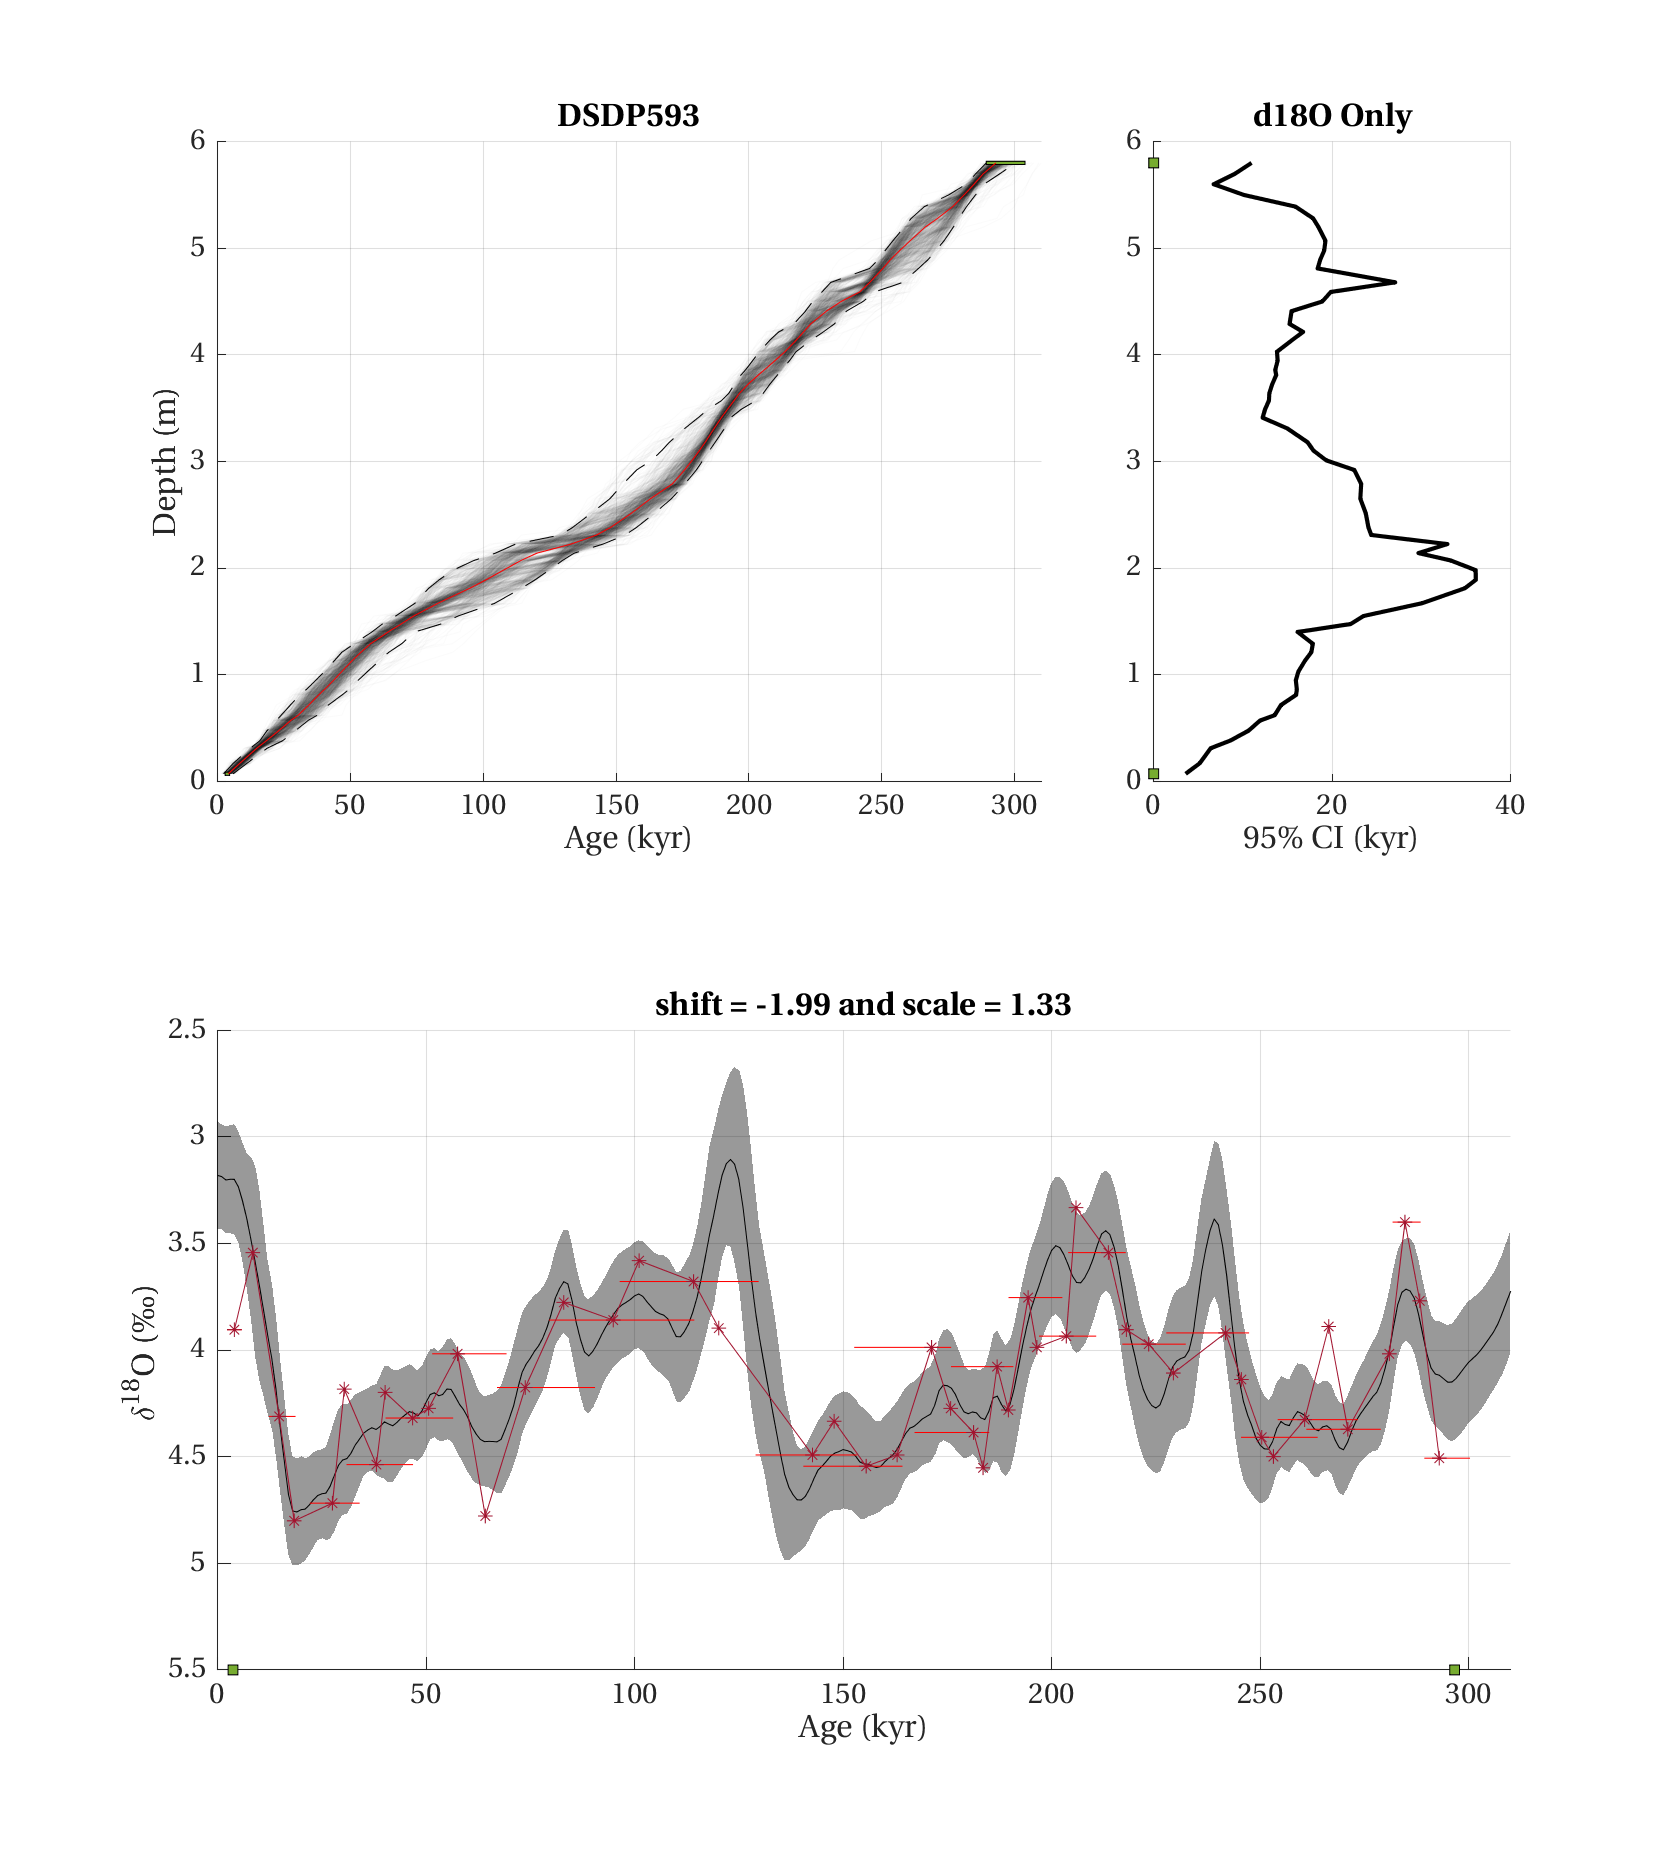 DSDP593
d18O Only
6
5
4
3
2
1
0
Depth (m)
0 50 100 150 200 250 300
Age (kyr)
6
5
4
3
2
1
0
0 20 40
95% CI (kyr)
shift = -1.99 and scale = 1.33
2.5
3
3.5
4
4.5
5
5.5
δ18O (‰)
0 50 100 150 200 250 300
Age (kyr)